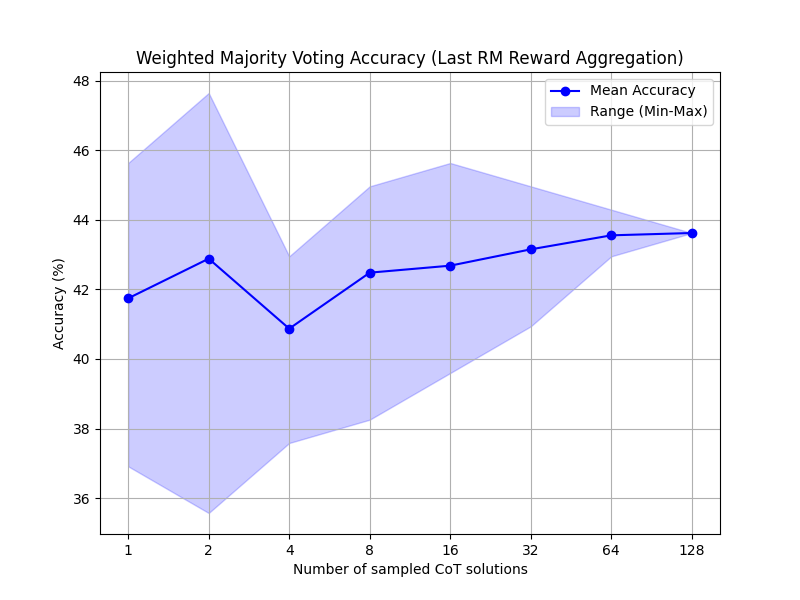 Weighted Majority Voting Accuracy (Last RM Reward Aggregation)
Mean Accuracy
Range (Min-Max)
Accuracy (%)
48
46
44
42
40
38
36
1 2 4 8 16 32 64 128
Number of sampled CoT solutions